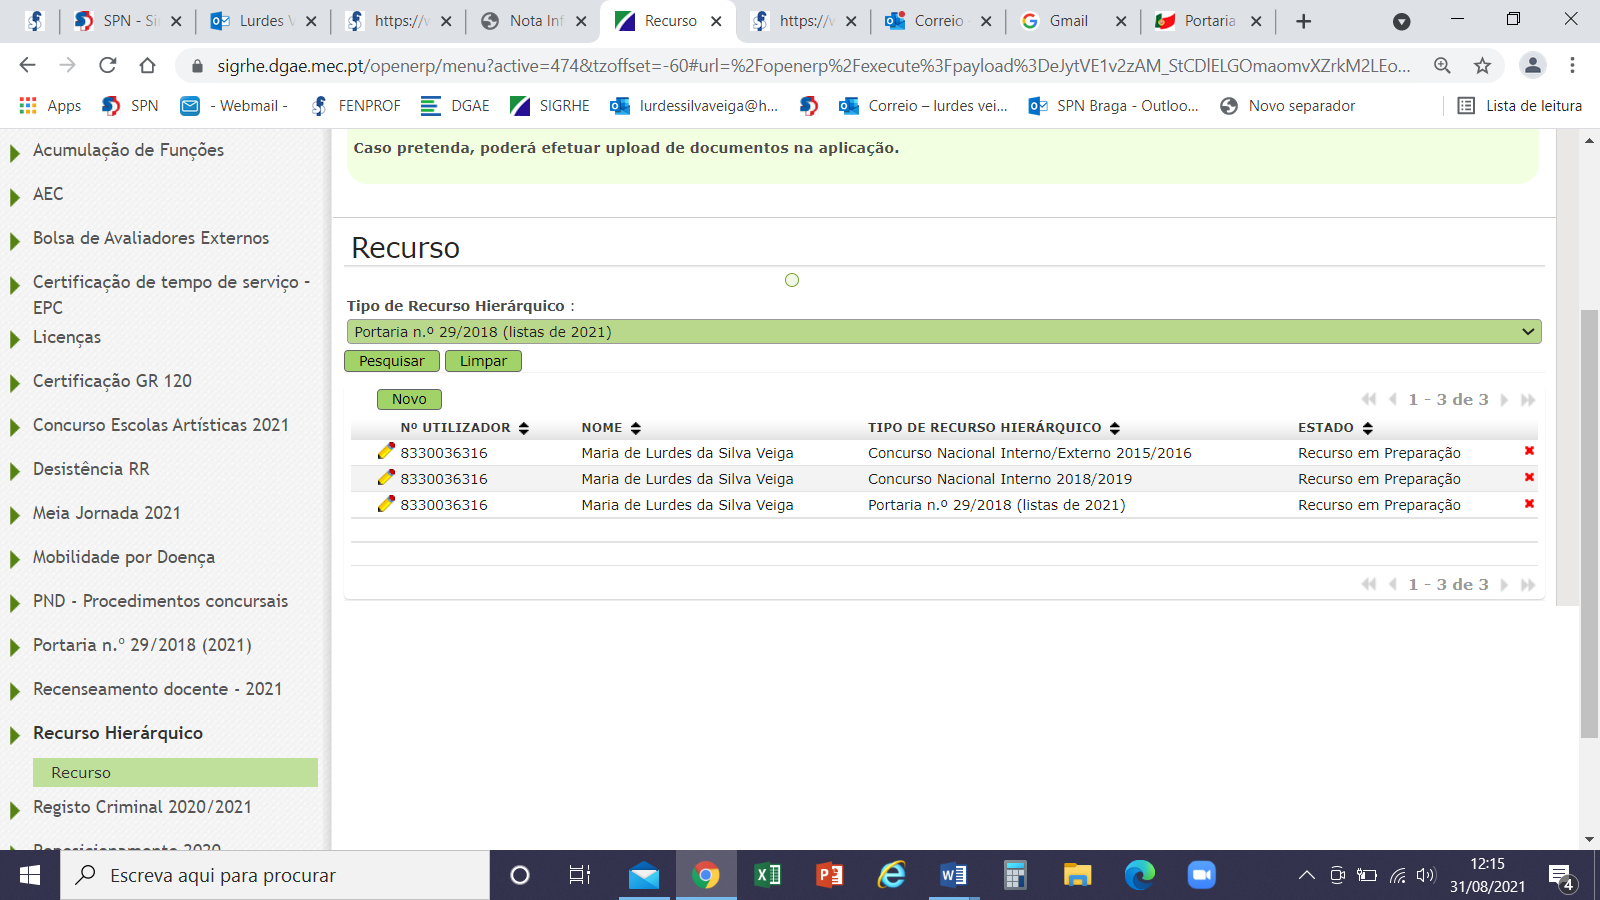 SPN - Si
Lurdes V
https://w
Nota Inf
Recurso
https://w
Correio -
Gmail
Portaria
sigrhe.dgae.mec.pt/openerp/menu?active=474&tzoffset=-60#url=%2Fopenerp%2Fexecute%3Fpayload%3DeJytVE1v2zAM_StCDlELGOmaomvXZrkM2LEo...
Apps
SPN
- Webmail -
FENPROF
DGAE
SIGRHE
lurdessilvaveiga@h...
Correio – lurdes vei...
SPN Braga - Outloo...
Novo separador
Lista de leitura
Acumulação de Funções
AEC
Bolsa de Avaliadores Externos
Certificação de tempo de serviço -
EPC
Licenças
Certificação GR 120
Concurso Escolas Artísticas 2021
Desistência RR
Meia Jornada 2021
Mobilidade por Doença
PND - Procedimentos concursais
Portaria n.º 29/2018 (2021)
Recenseamento docente - 2021
Recurso Hierárquico
Recurso
Registo Criminal 2020/2021
Reposicionamento 2020
Caso pretenda, poderá efetuar upload de documentos na aplicação.
Recurso
Tipo de Recurso Hierárquico :
Portaria n.º 29/2018 (listas de 2021)
Pesquisar Limpar
Novo 1 - 3 de 3
Nº UTILIZADOR NOME TIPO DE RECURSO HIERÁRQUICO ESTADO
8330036316 Maria de Lurdes da Silva Veiga Concurso Nacional Interno/Externo 2015/2016 Recurso em Preparação
8330036316 Maria de Lurdes da Silva Veiga Concurso Nacional Interno 2018/2019 Recurso em Preparação
8330036316 Maria de Lurdes da Silva Veiga Portaria n.º 29/2018 (listas de 2021) Recurso em Preparação
1 - 3 de 3
Escreva aqui para procurar
12:15
31/08/2021
4